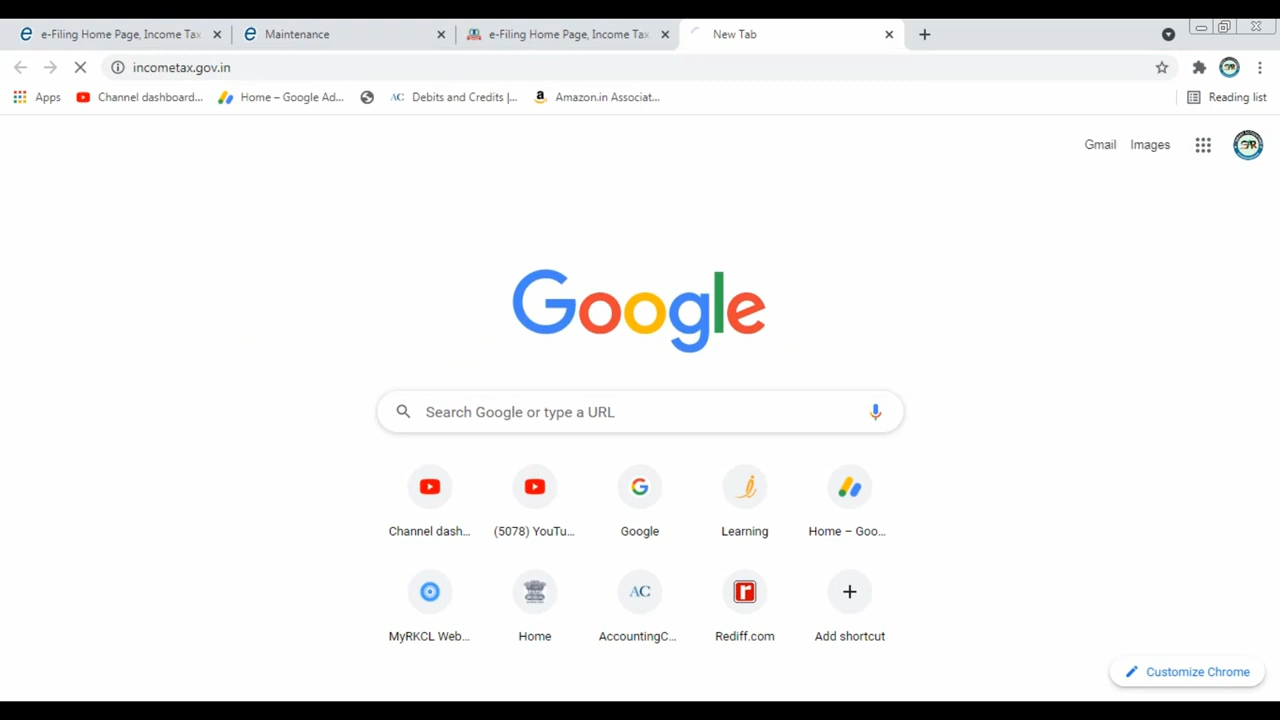 e-Filing Home Page, Income Tax
Maintenance
e-Filing Home Page, Income Tax
New Tab
incometax.gov.in
Apps
Channel dashboard...
Home – Google Ad...
AC Debits and Credits |...
Amazon.in Associat...
Reading list
Gmail
Images
Google
Search Google or type a URL
Channel dash...
(5078) YouTu...
Google
Learning
Home – Goo...
MyRKCL Web...
Home
AC
AccountingC...
Rediff.com
Add shortcut
Customize Chrome